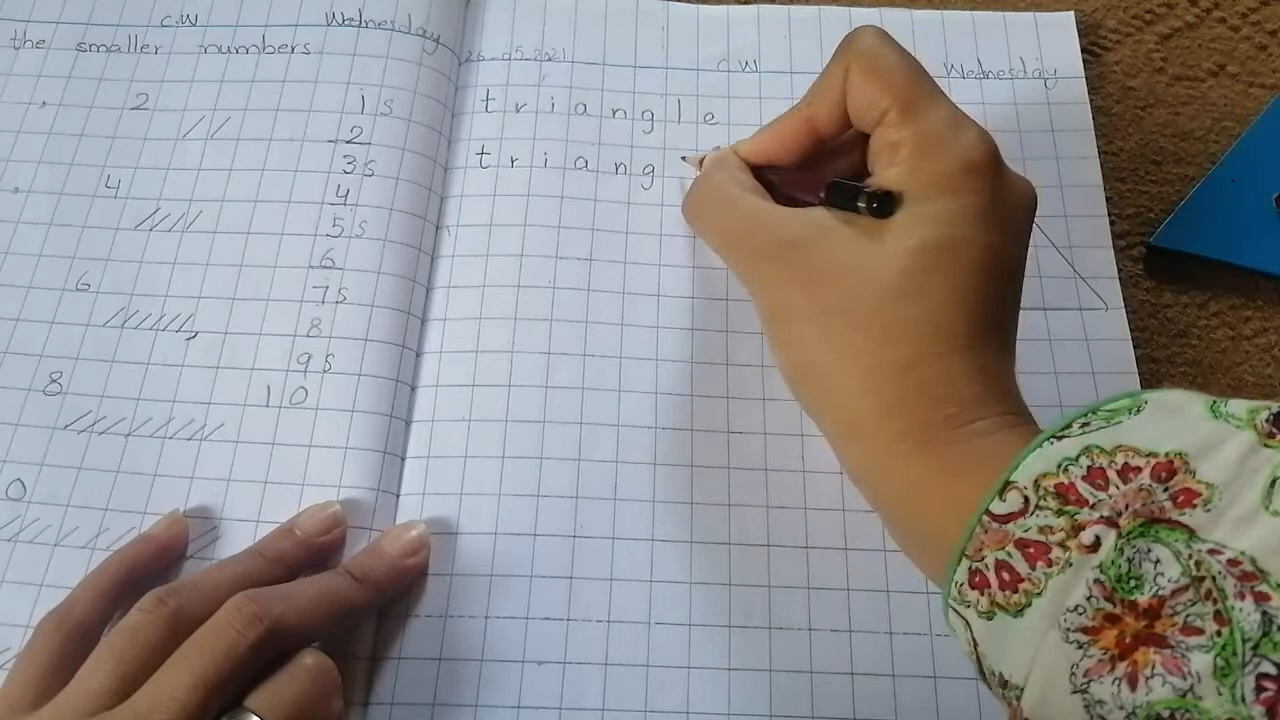 C.W Wednesday
the smaller numbers
2 1s
2
3s
4 4
5s
6 6
7s
8
9s
8 10
0
26-05-2021 C.W Wednesday
triangle
triang